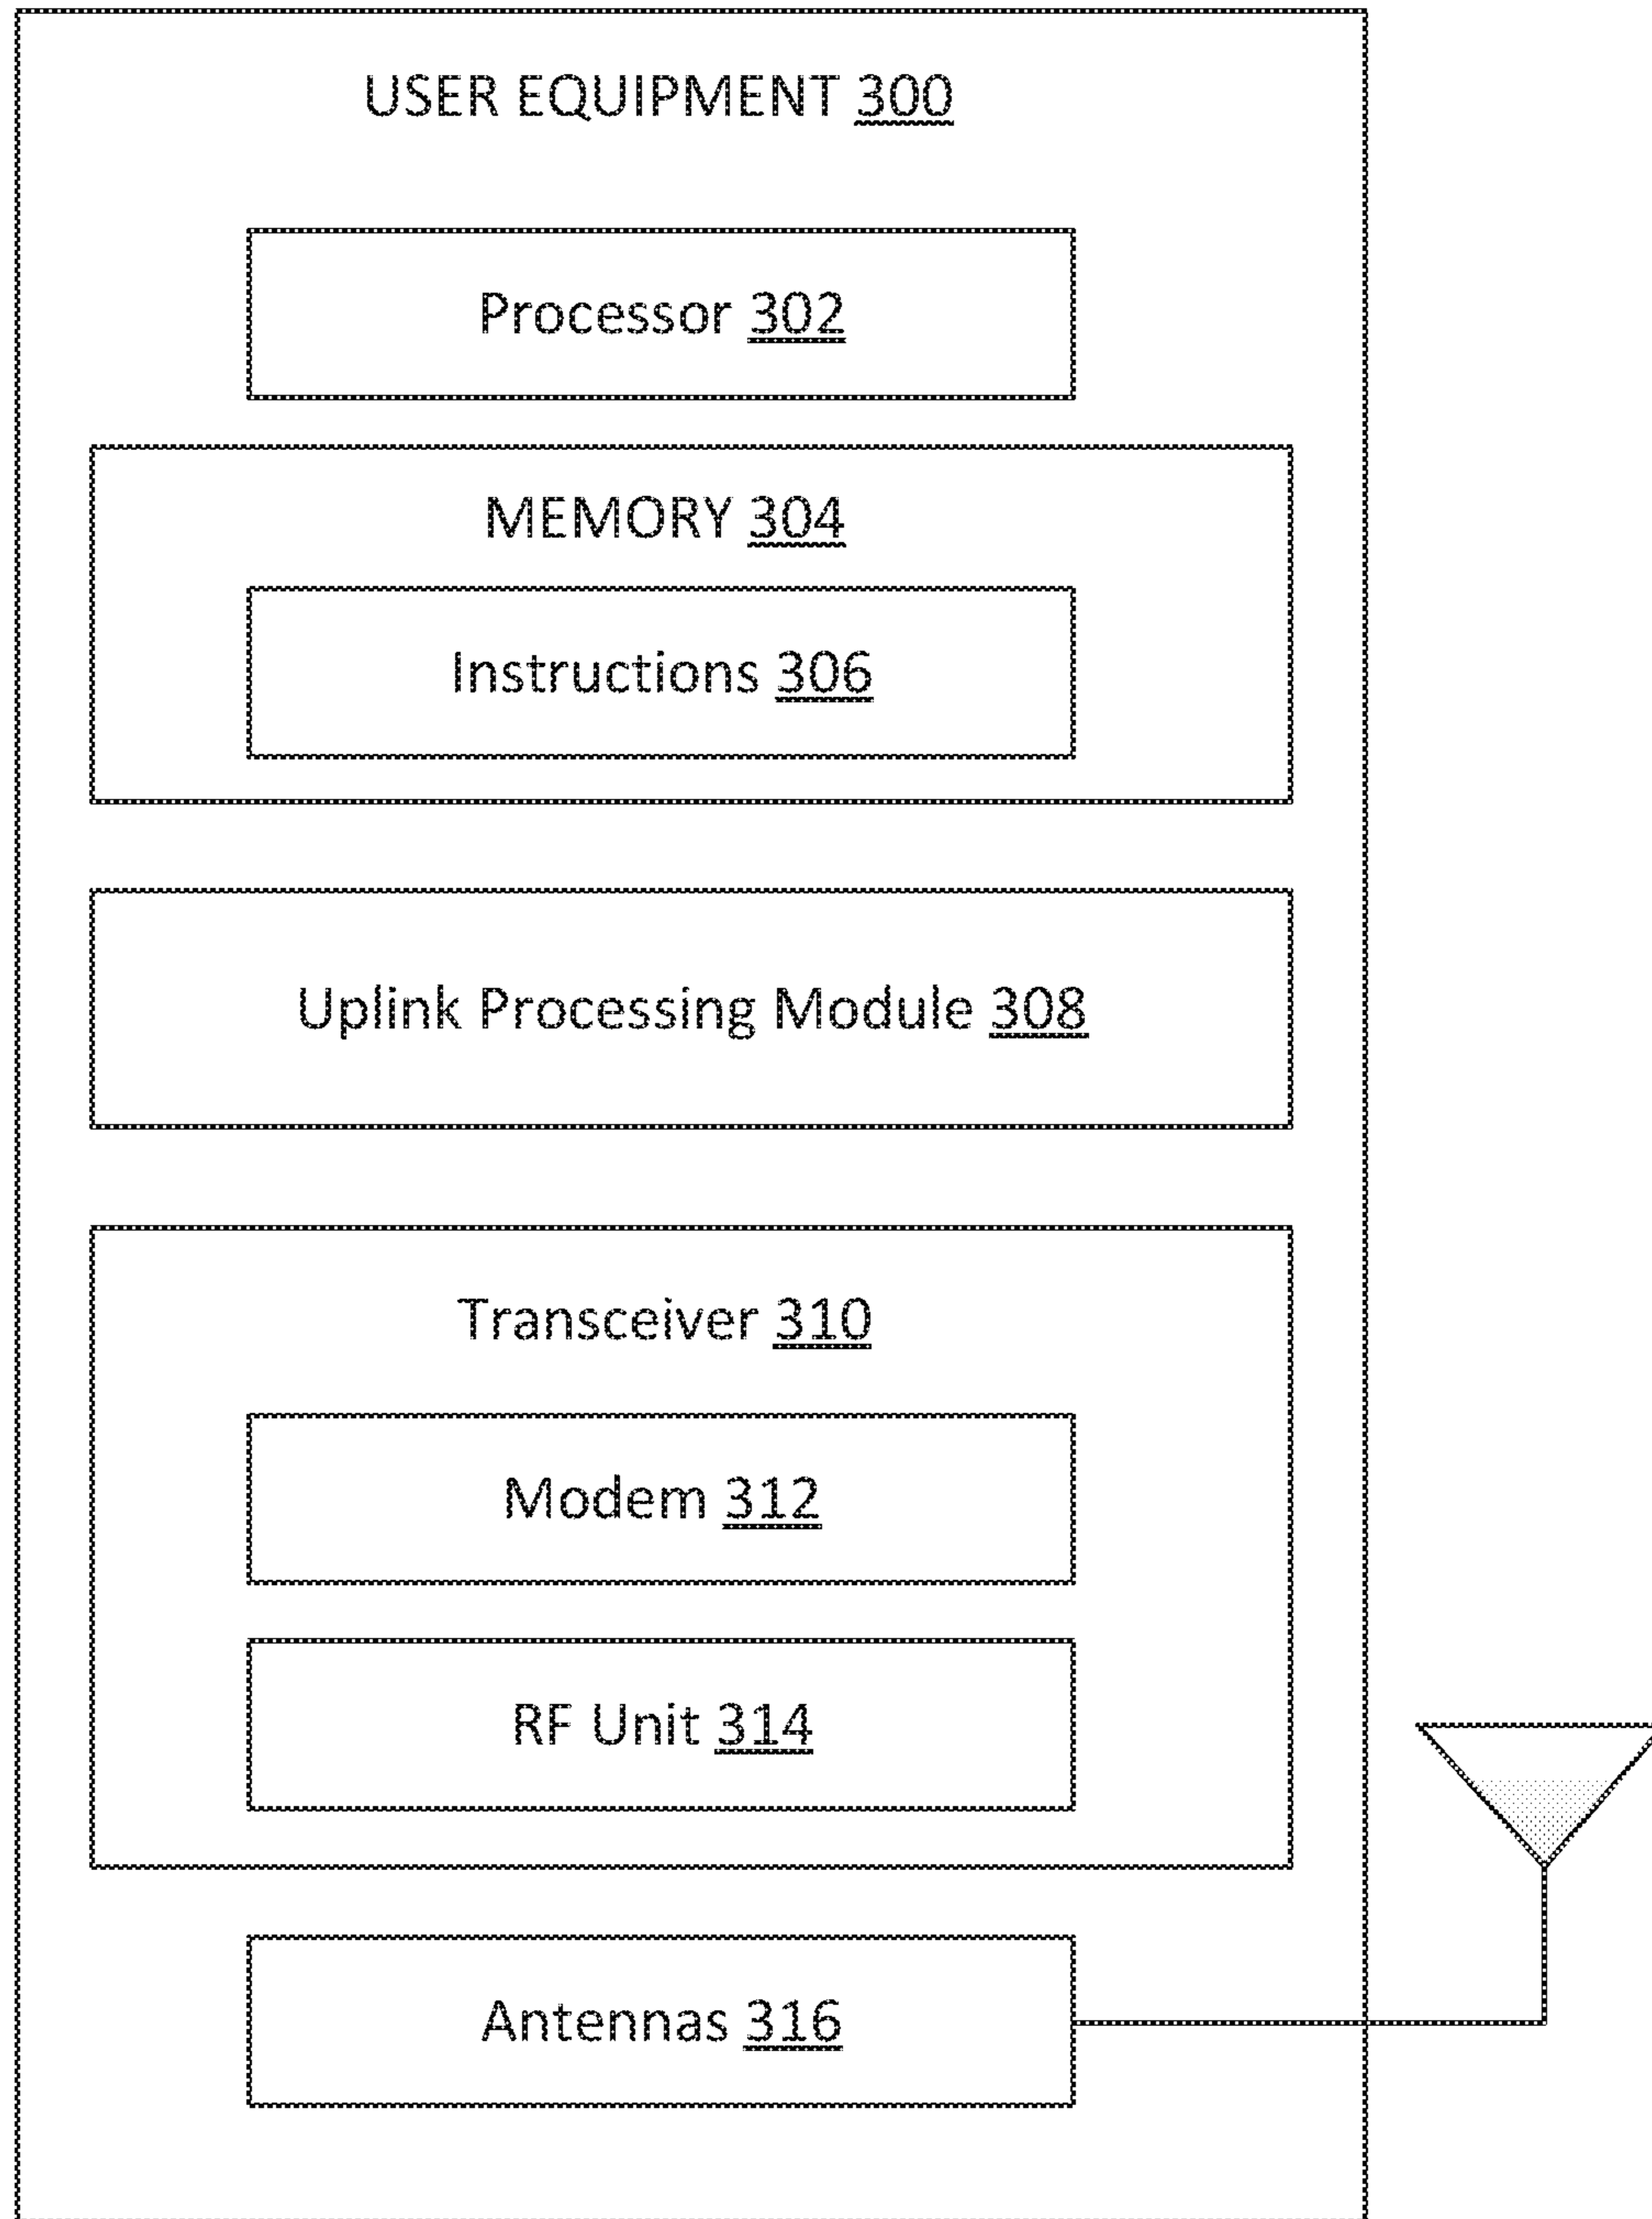 USER EQUIPMENT 300
Processor 302
MEMORY 304
Instructions 306
Uplink Processing Module 308
Transceiver 310
Modem 312
RF Unit 314
Antennas 316